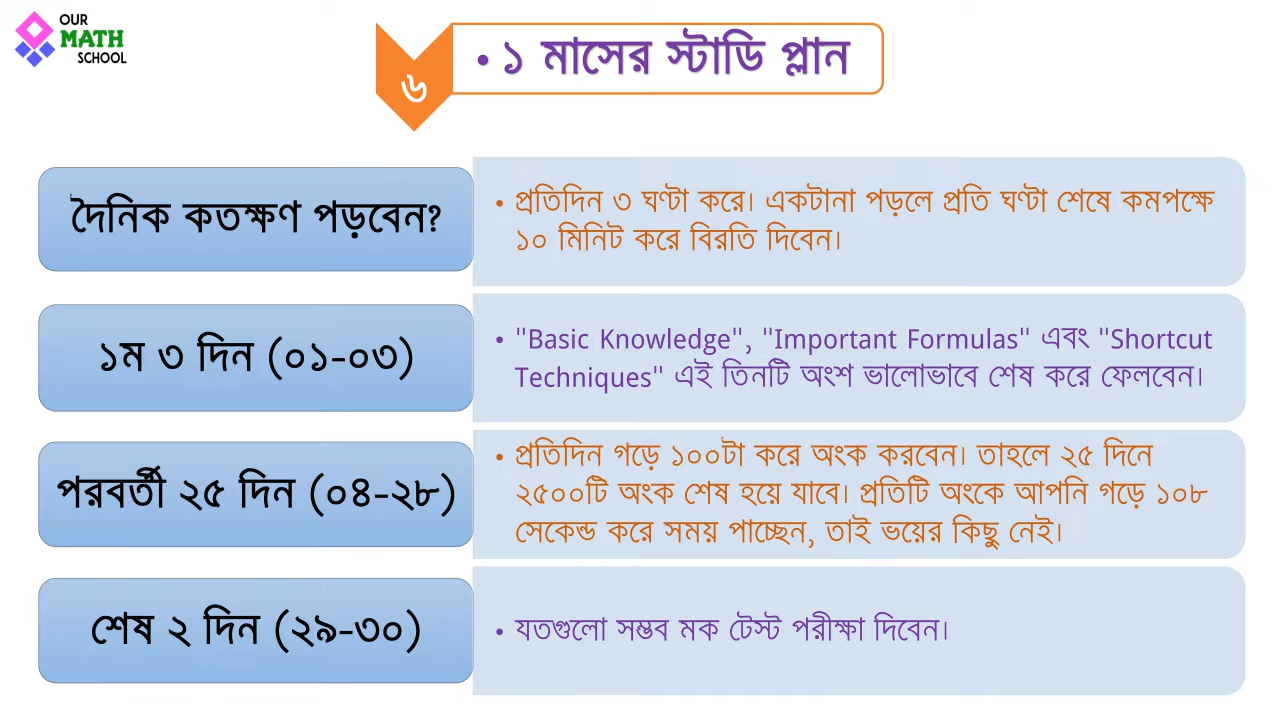 OUR
MATH
SCHOOL
৬
• ১ মাসের স্টাডি প্লান
দৈনিক কতক্ষণ পড়বেন?
• প্রতিদিন ৩ ঘণ্টা করে। একটানা পড়লে প্রতি ঘণ্টা শেষে কমপক্ষে
১০ মিনিট করে বিরতি দিবেন।
১ম ৩ দিন (০১-০৩)
• "Basic Knowledge", "Important Formulas" এবং "Shortcut
Techniques" এই তিনটি অংশ ভালোভাবে শেষ করে ফেলবেন।
পরবর্তী ২৫ দিন (০৪-২৮)
• প্রতিদিন গড়ে ১০০টা করে অংক করবেন। তাহলে ২৫ দিনে
২৫০০টি অংক শেষ হয়ে যাবে। প্রতিটি অংকে আপনি গড়ে ১০৮
সেকেন্ড করে সময় পাচ্ছেন, তাই ভয়ের কিছু নেই।
শেষ ২ দিন (২৯-৩০)
• যতগুলো সম্ভব মক টেস্ট পরীক্ষা দিবেন।